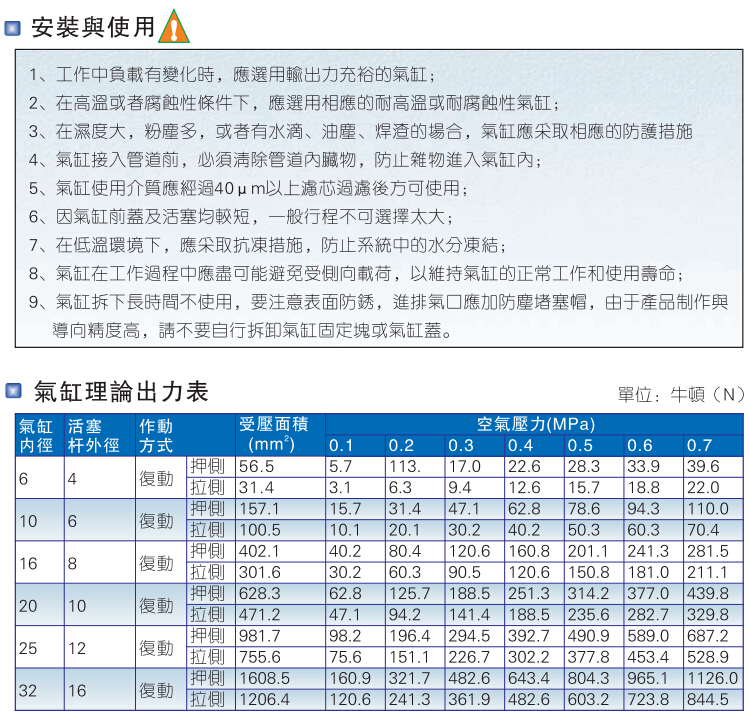 安裝與使用
1、工作中負載有變化時，應選用輸出力充裕的氣缸；
2、在高溫或者腐蝕性條件下，應選用相應的耐高溫或耐腐蝕性氣缸；
3、在濕度大，粉塵多，或者有水滴、油塵、焊渣的場合，氣缸應采取相應的防護措施
4、氣缸接入管道前，必須清除管道內臟物，防止雜物進入氣缸內；
5、氣缸使用介質應經過40μm以上濾芯過濾後方可使用；
6、因氣缸前蓋及活塞均較短，一般行程不可選擇太大；
7、在低溫環境下，應采取抗凍措施，防止系統中的水分凍結；
8、氣缸在工作過程中應盡可能避免受側向載荷，以維持氣缸的正常工作和使用壽命；
9、氣缸拆下長時間不使用，要注意表面防銹，進排氣口應加防塵堵塞帽，由于產品制作與
導向精度高，請不要自行拆卸氣缸固定塊或氣缸蓋。
氣缸理論出力表
單位：牛頓（N）
氣缸內徑 活塞杆外徑 作動方式 受壓面積(mm²) 空氣壓力(MPa)
0.1 0.2 0.3 0.4 0.5 0.6 0.7
6 4 復動 押側 56.5 5.7 113. 17.0 22.6 28.3 33.9 39.6
拉側 31.4 3.1 6.3 9.4 12.6 15.7 18.8 22.0
10 6 復動 押側 157.1 15.7 31.4 47.1 62.8 78.6 94.3 110.0
拉側 100.5 10.1 20.1 30.2 40.2 50.3 60.3 70.4
16 8 復動 押側 402.1 40.2 80.4 120.6 160.8 201.1 241.3 281.5
拉側 301.6 30.2 60.3 90.5 120.6 150.8 181.0 211.1
20 10 復動 押側 628.3 62.8 125.7 188.5 251.3 314.2 377.0 439.8
拉側 471.2 47.1 94.2 141.4 188.5 235.6 282.7 329.8
25 12 復動 押側 981.7 98.2 196.4 294.5 392.7 490.9 589.0 687.2
拉側 755.6 75.6 151.1 226.7 302.2 377.8 453.4 528.9
32 16 復動 押側 1608.5 160.9 321.7 482.6 643.4 804.3 965.1 1126.0
拉側 1206.4 120.6 241.3 361.9 482.6 603.2 723.8 844.5